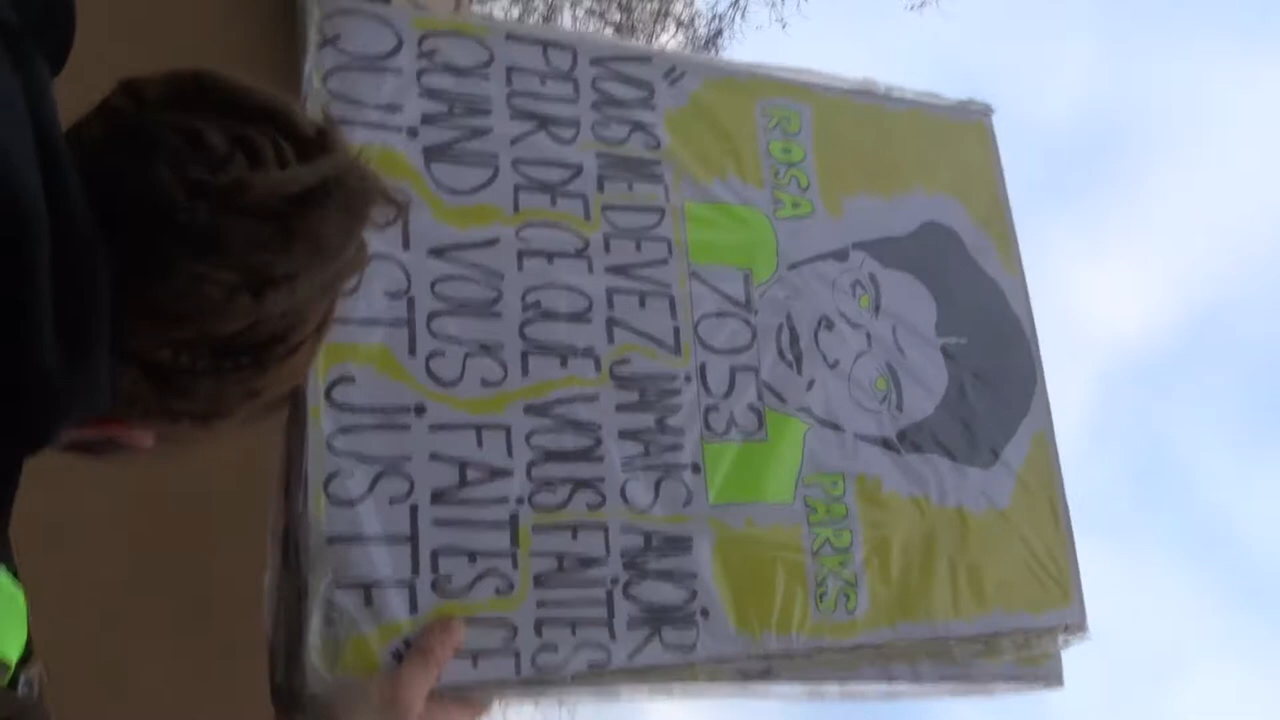 ROSA PARKS
7053
"VOUS NE DEVEZ JAMAIS AVOIR
PEUR DE CE QUE VOUS FAITES
QUAND VOUS FAITES CE
QUI EST JUSTE"